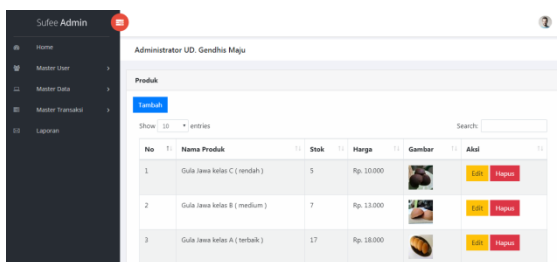 Sufee Admin
Home
Master User
Master Data
Master Transaksi
Laporan
Administrator UD. Gendhis Maju
Produk
Tambah
Show 10 entries
Search:
No Nama Produk Stok Harga Gambar Aksi
1 Gula Jawa kelas C ( rendah ) 5 Rp. 10.000 Edit Hapus
2 Gula Jawa kelas B ( medium ) 7 Rp. 13.000 Edit Hapus
3 Gula Jawa kelas A ( terbaik ) 17 Rp. 18.000 Edit Hapus